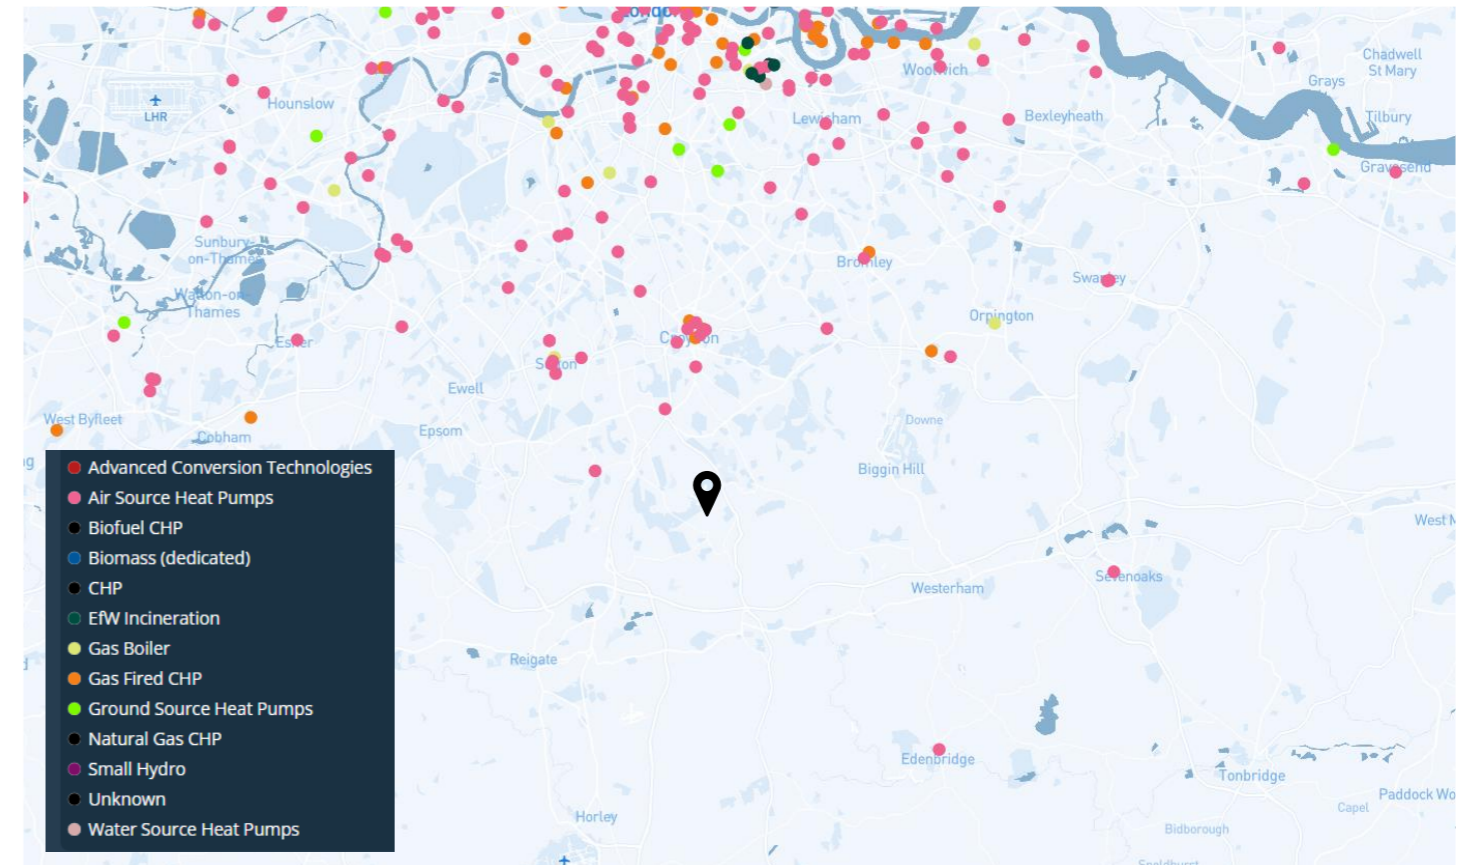 London
Chadwell
St Mary
Woolwich
Grays
Hounslow
LHR
Lewisham
Bexleyheath
Tilbury
Gravesend
Sunbury-
on-Thames
Bromley
Swanley
Walton-on-
Thames
Orpington
Esher
Croydon
Sutton
Ewell
West Byfleet
Cobham
Epsom
Downe
Biggin Hill
ng
Advanced Conversion Technologies
Air Source Heat Pumps
Biofuel CHP
Biomass (dedicated)
CHP
EfW Incineration
Gas Boiler
Gas Fired CHP
Ground Source Heat Pumps
Natural Gas CHP
Small Hydro
Unknown
Water Source Heat Pumps
West M
Sevenoaks
Westerham
Reigate
Edenbridge
Tonbridge
Paddock Wo
Capel
Horley
Bidborough
Speldhurst